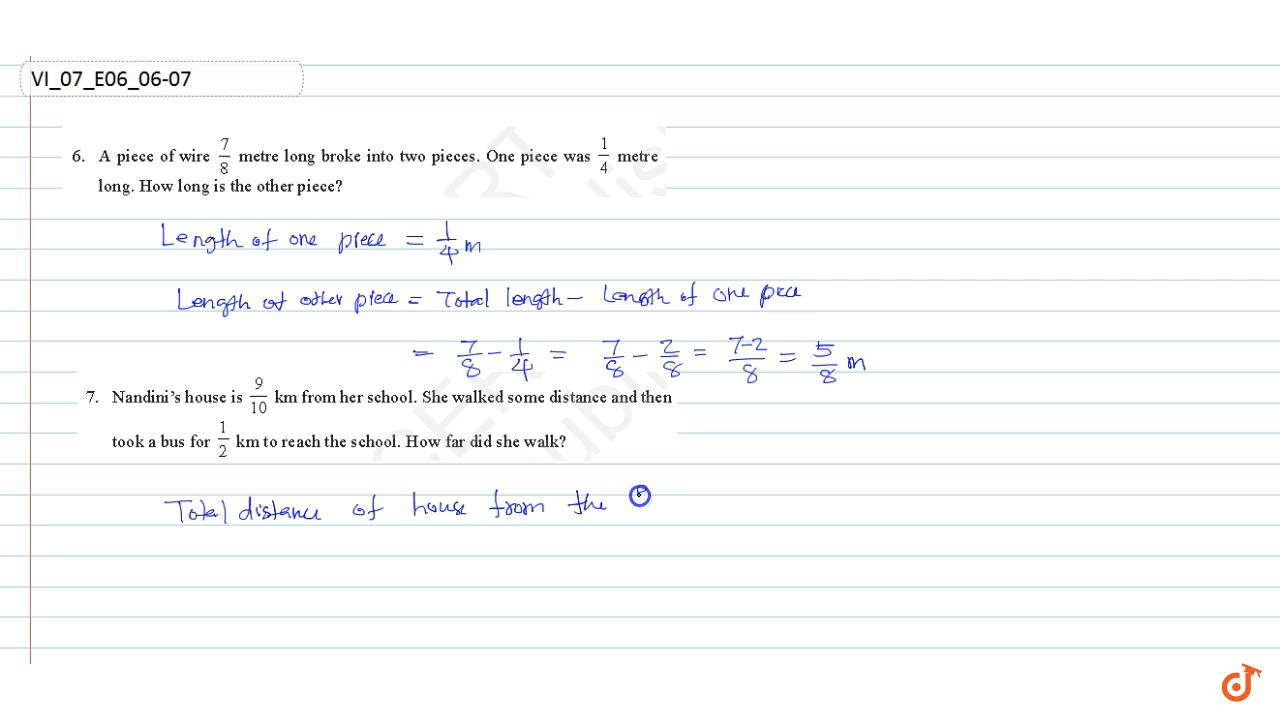 VI_07_E06_06-07
6. A piece of wire 7/8 metre long broke into two pieces. One piece was 1/4 metre
long. How long is the other piece?
Length of one piece = 1/4 m
Length of other piece = Total length - Length of one piece
= 7/8 - 1/4 = 7/8 - 2/8 = 7-2/8 = 5/8 m
7. Nandini's house is 9/10 km from her school. She walked some distance and then
took a bus for 1/2 km to reach the school. How far did she walk?
Total distance of house from the